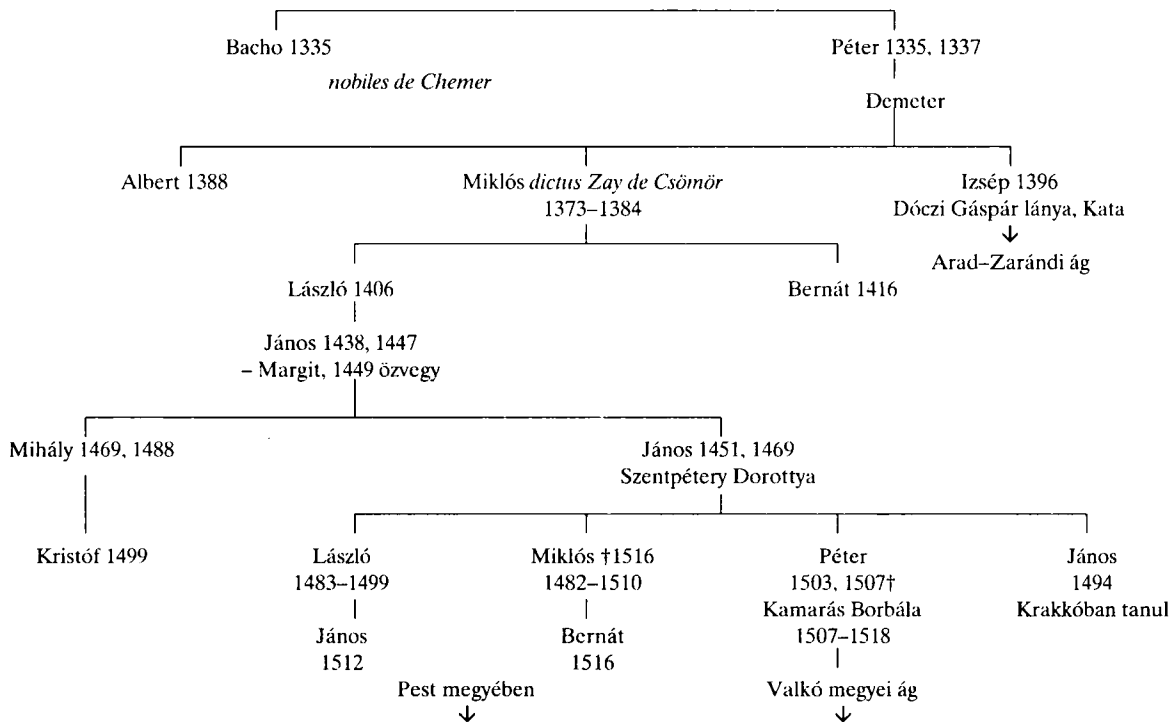 Bacho 1335
Péter 1335, 1337
nobiles de Chemer
Demeter
Albert 1388
Miklós dictus Zay de Csömör
1373–1384
Izsép 1396
Dóczi Gáspár lánya, Kata
Arad–Zarándi ág
László 1406
Bernát 1416
János 1438, 1447
– Margit, 1449 özvegy
Mihály 1469, 1488
János 1451, 1469
Szentpétery Dorottya
Kristóf 1499
László
1483–1499
Miklós †1516
1482–1510
Péter
1503, 1507†
Kamarás Borbála
1507–1518
János
1494
Krakkóban tanul
János
1512
Bernát
1516
Pest megyében
Valkó megyei ág